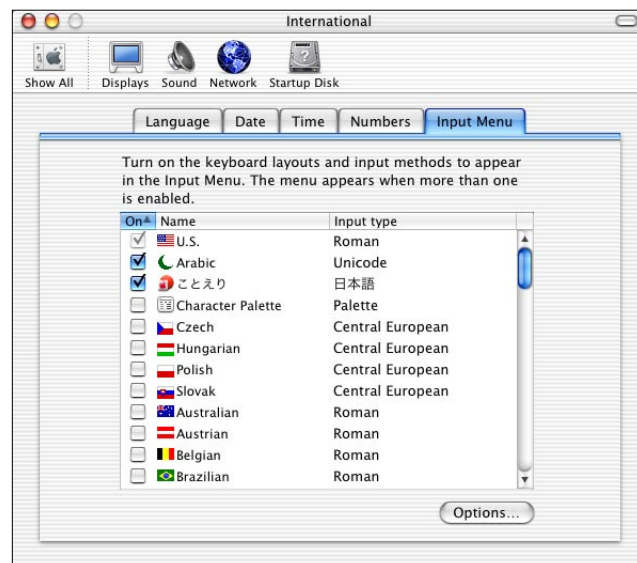 International
Show All Displays Sound Network Startup Disk
Language Date Time Numbers Input Menu
Turn on the keyboard layouts and input methods to appear
in the Input Menu. The menu appears when more than one
is enabled.
On Name Input type
U.S. Roman
Arabic Unicode
ことえり 日本語
Character Palette Palette
Czech Central European
Hungarian Central European
Polish Central European
Slovak Central European
Australian Roman
Austrian Roman
Belgian Roman
Brazilian Roman
Options...